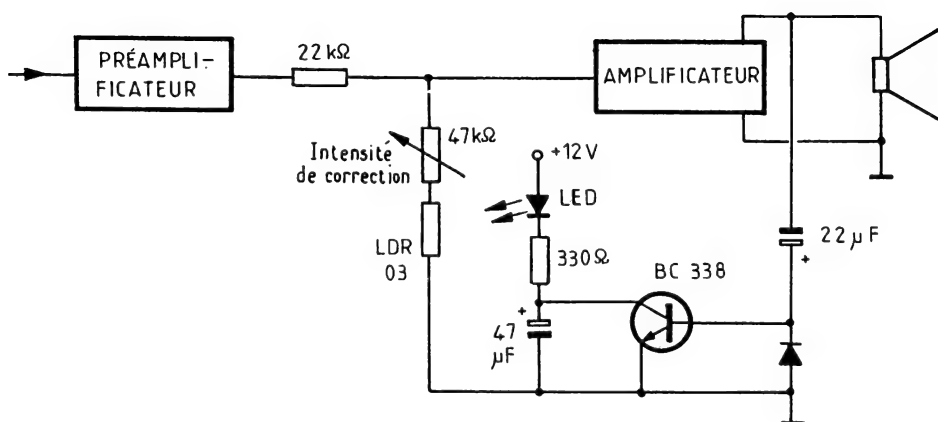 PRÉAMPLI-
FICATEUR
22 kΩ
AMPLIFICATEUR
47kΩ
Intensité
de correction
+12 V
LED
LDR
03
330Ω
BC 338
22 µF
+
+
47
µF